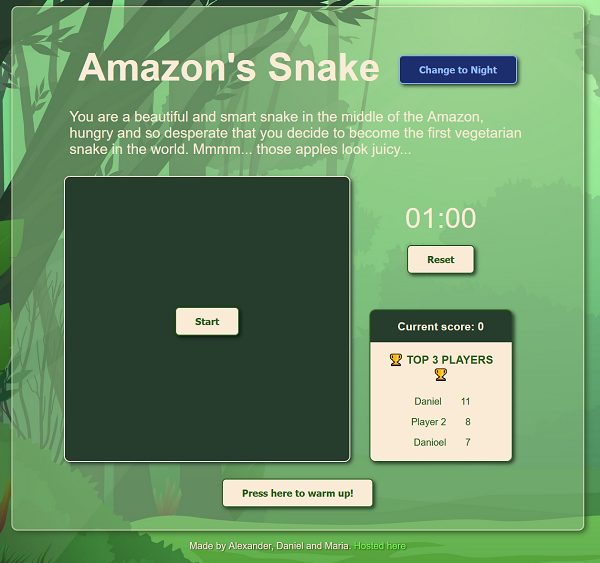 Amazon's Snake
Change to Night
You are a beautiful and smart snake in the middle of the Amazon,
hungry and so desperate that you decide to become the first vegetarian
snake in the world. Mmmm... those apples look juicy...
01:00
Reset
Start
Current score: 0
🏆 TOP 3 PLAYERS
🏆
Daniel 11
Player 2 8
Danioel 7
Press here to warm up!
Made by Alexander, Daniel and Maria. Hosted here